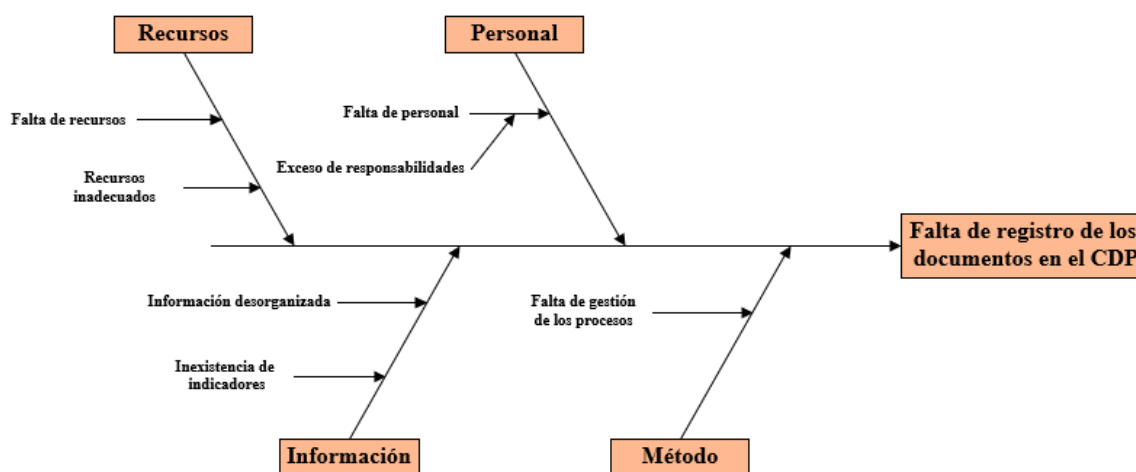 Recursos
Personal
Falta de recursos
Falta de personal
Recursos
inadecuados
Exceso de responsabilidades
Falta de registro de los
documentos en el CDP
Información desorganizada
Falta de gestión
de los procesos
Inexistencia de
indicadores
Información
Método